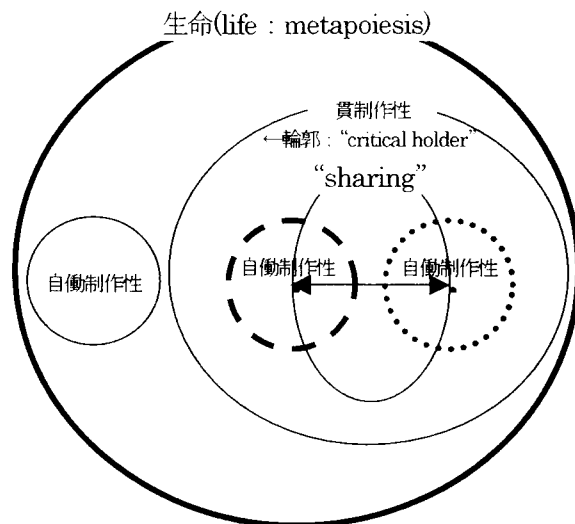 生命(life : metapoiesis)
貫制作性
←輪郭 : “critical holder”
“sharing”
自働制作性
自働制作性
自働制作性